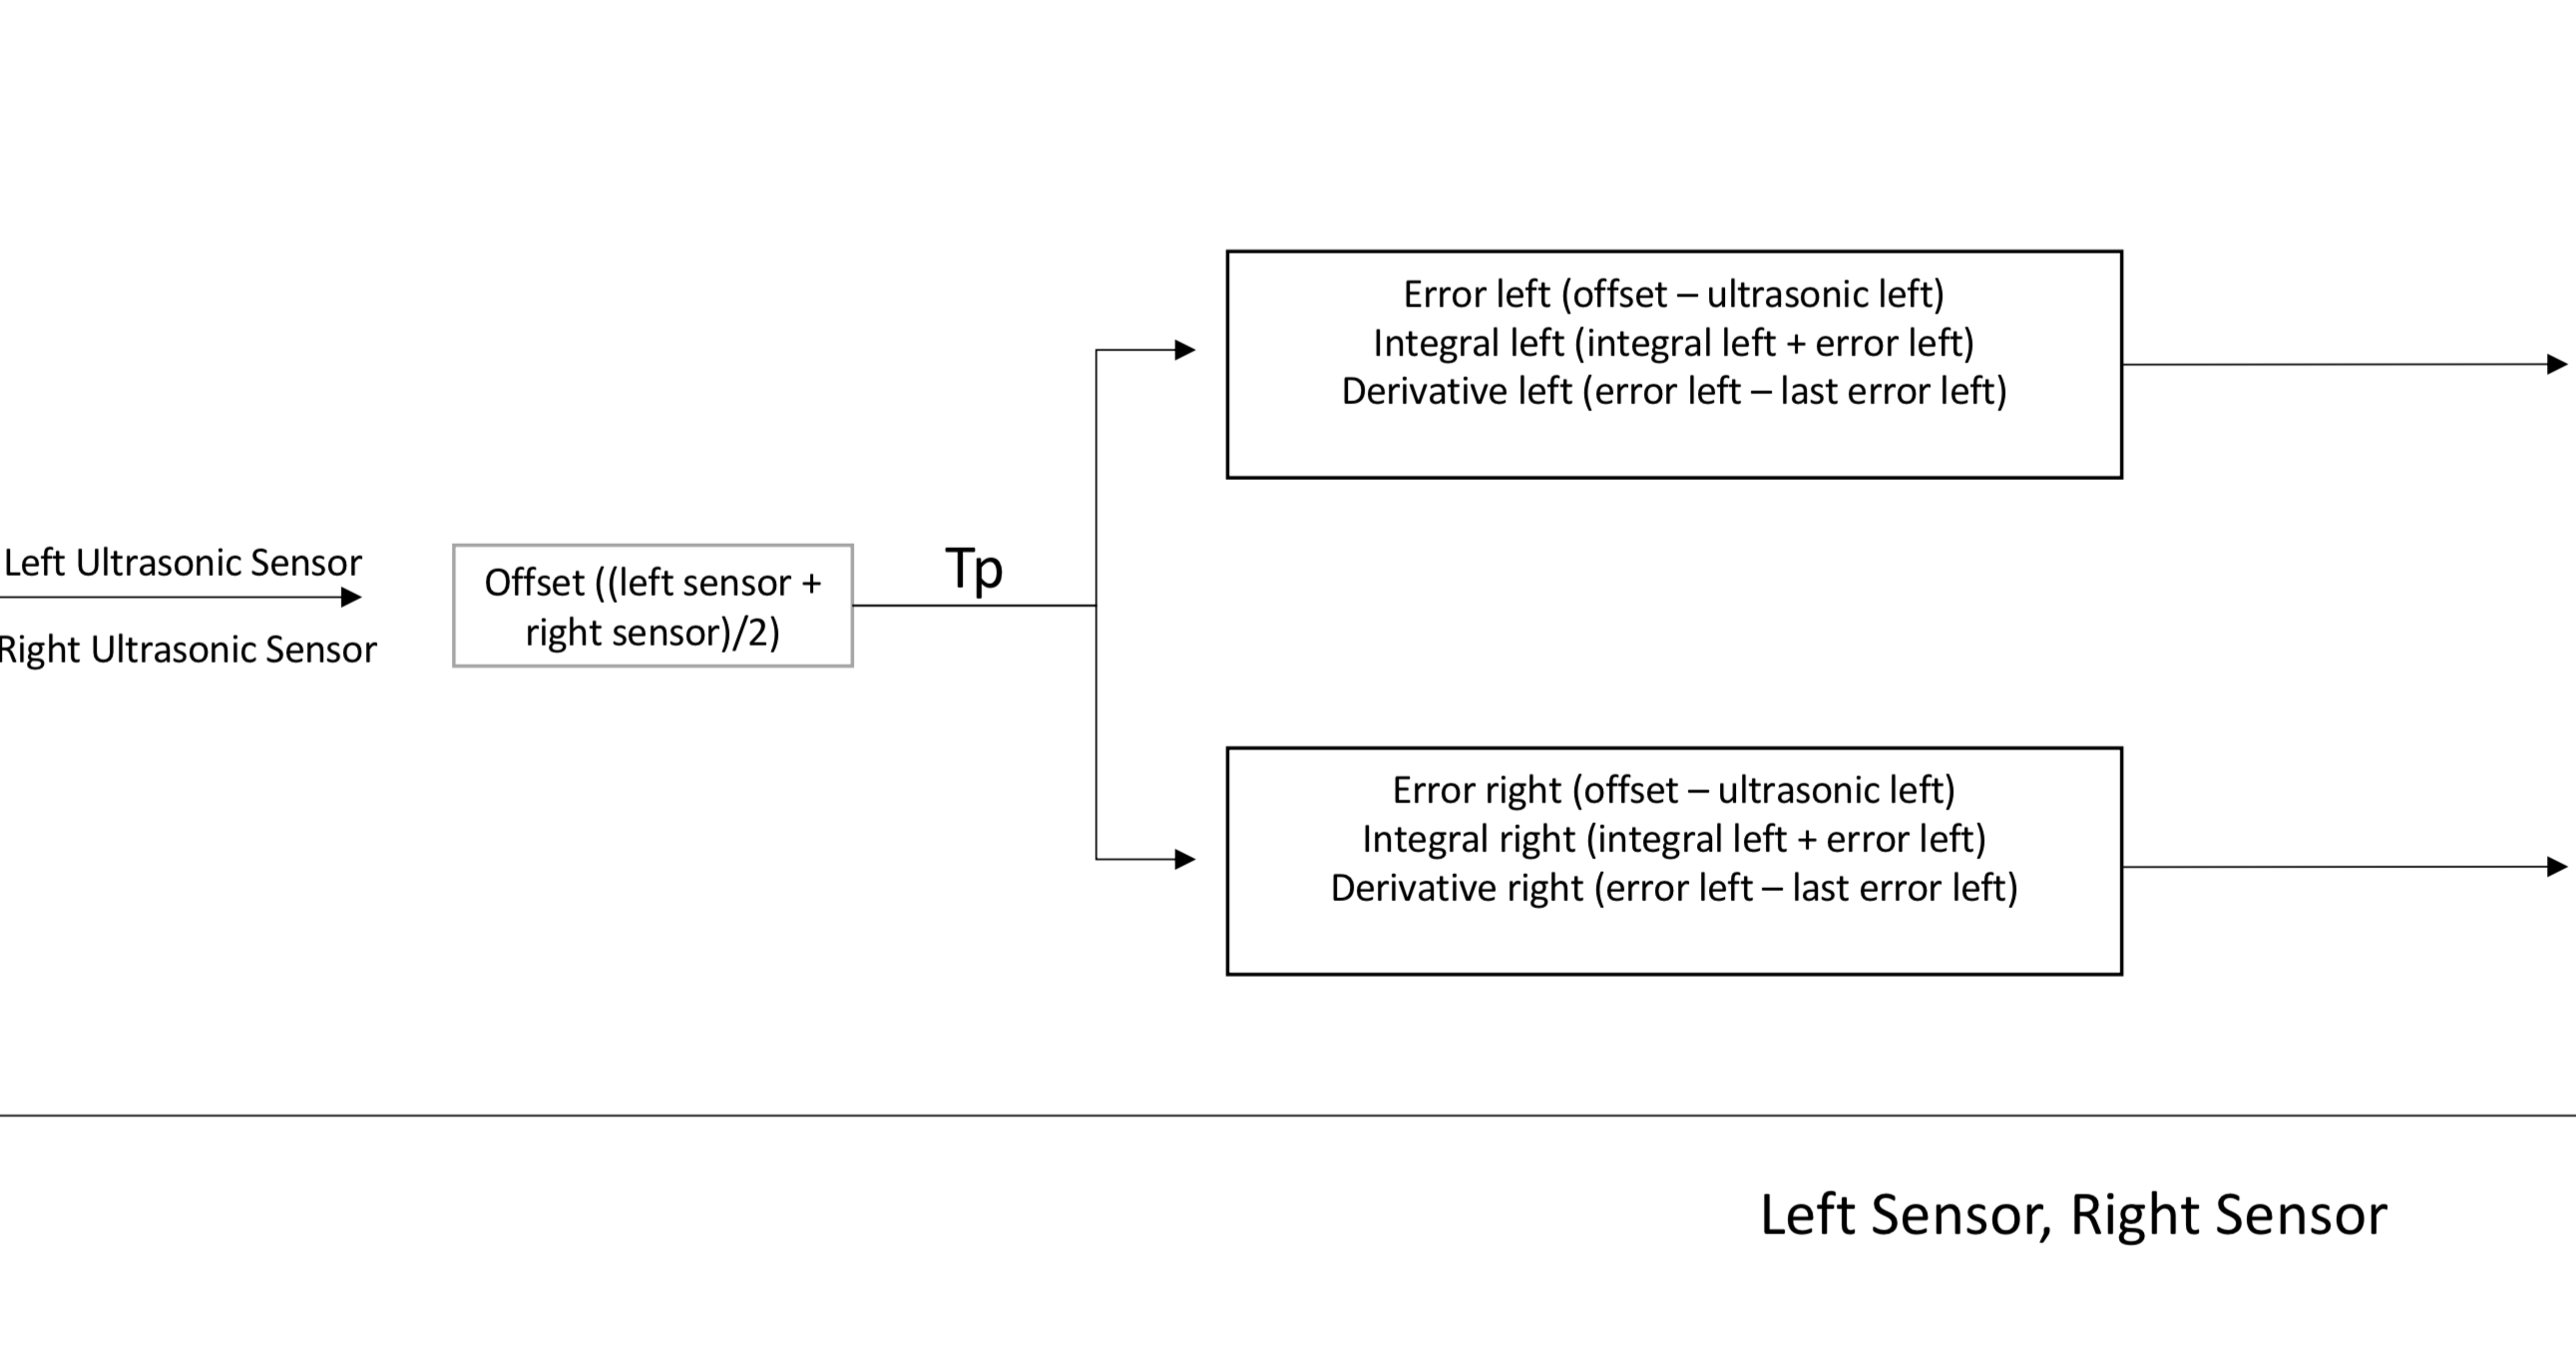 Error left (offset – ultrasonic left)
Integral left (integral left + error left)
Derivative left (error left – last error left)
Left Ultrasonic Sensor
Right Ultrasonic Sensor
Offset ((left sensor +
right sensor)/2)
Tp
Error right (offset – ultrasonic left)
Integral right (integral left + error left)
Derivative right (error left – last error left)
Left Sensor, Right Sensor